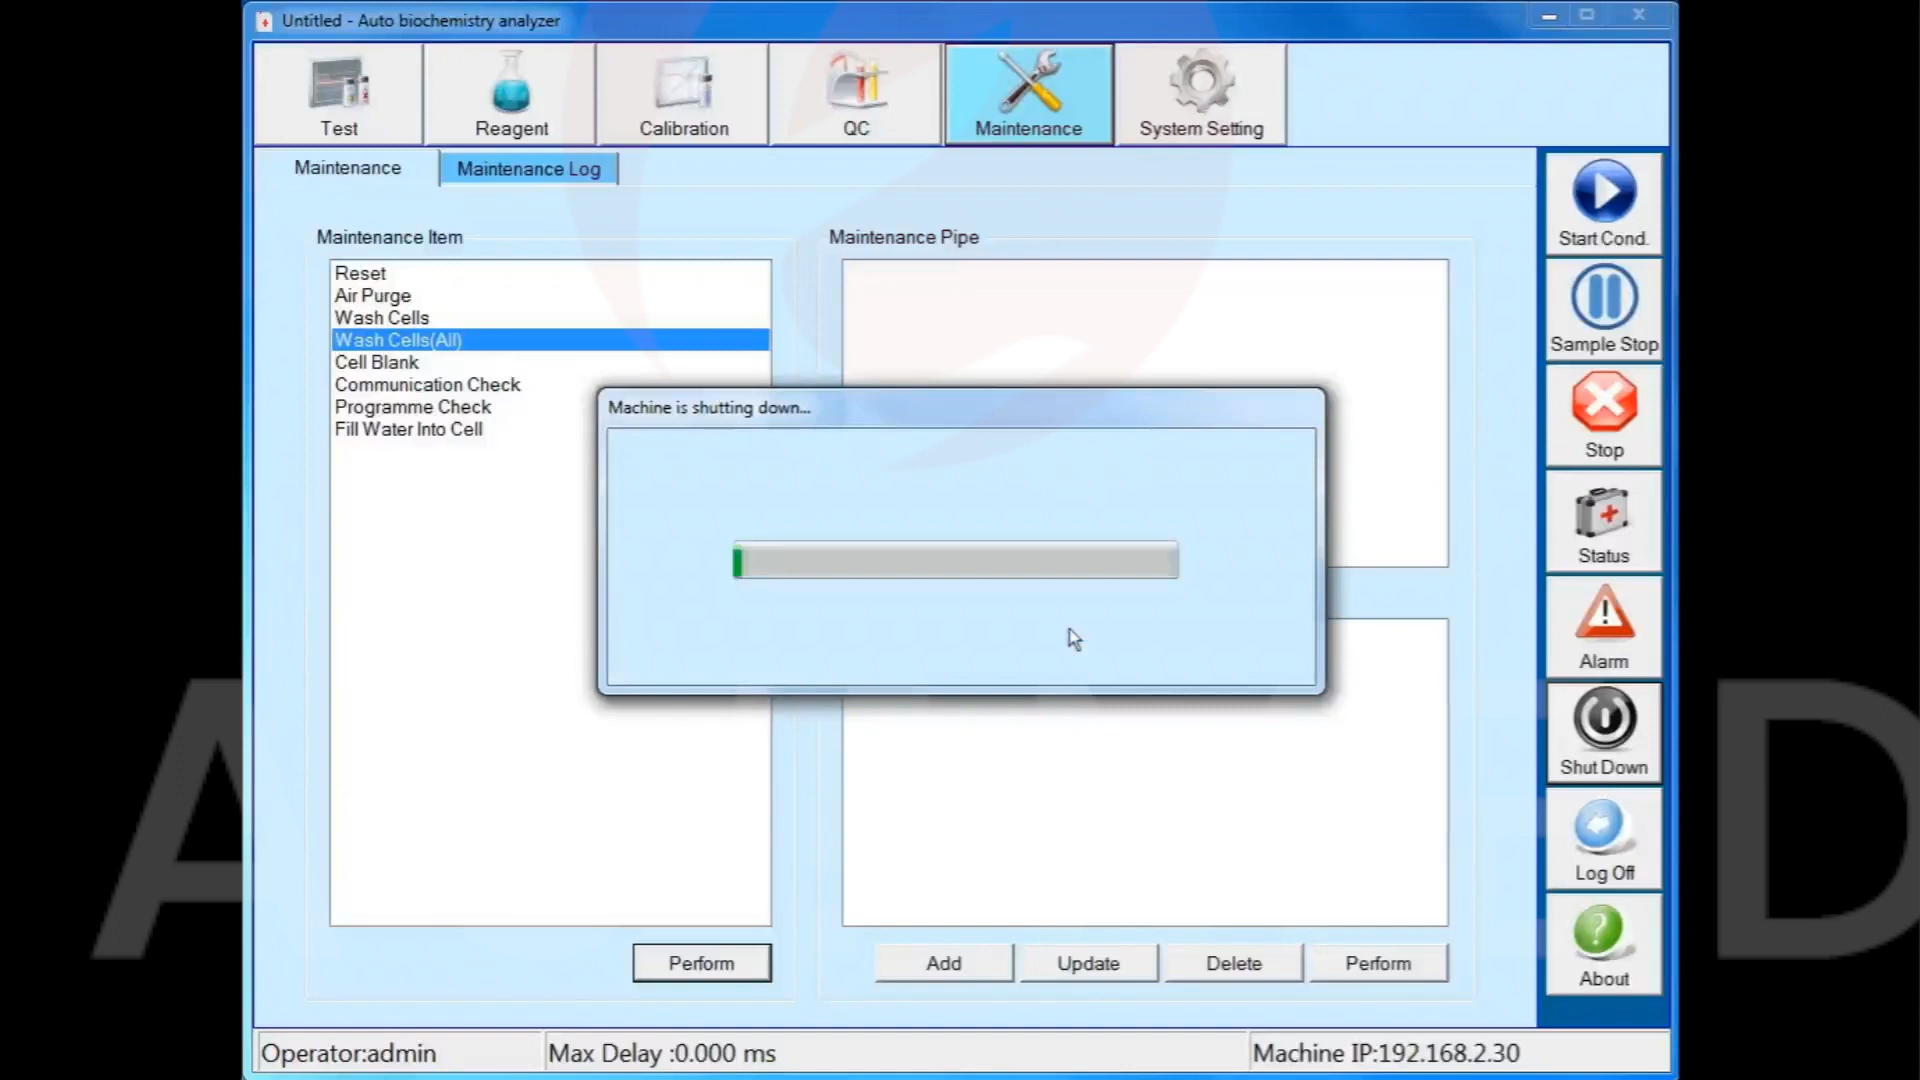 Untitled - Auto biochemistry analyzer
Test
Reagent
Calibration
QC
Maintenance
System Setting
Maintenance
Maintenance Log
Maintenance Item
Reset
Air Purge
Wash Cells
Wash Cells(All)
Cell Blank
Communication Check
Programme Check
Fill Water Into Cell
Perform
Maintenance Pipe
Machine is shutting down...
Add
Update
Delete
Perform
Start Cond.
Sample Stop
Stop
Status
Alarm
Shut Down
Log Off
About
Operator:admin
Max Delay :0.000 ms
Machine IP:192.168.2.30
A
D